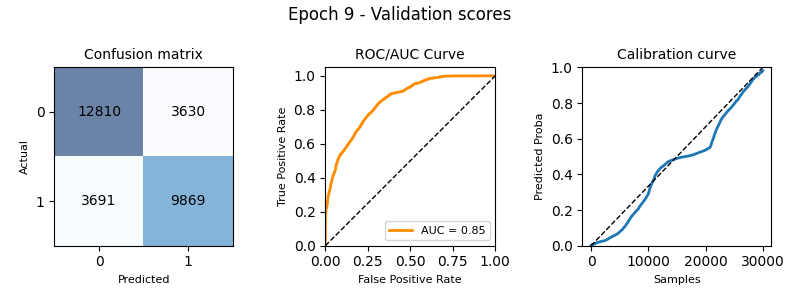 Epoch 9 - Validation scores
Confusion matrix
Actual
0
1
12810 3630
3691 9869
0 1
Predicted
ROC/AUC Curve
True Positive Rate
1.0
0.8
0.6
0.4
0.2
0.0
AUC = 0.85
0.00 0.25 0.50 0.75 1.00
False Positive Rate
Calibration curve
Predicted Proba
1.0
0.8
0.6
0.4
0.2
0.0
0 10000 20000 30000
Samples